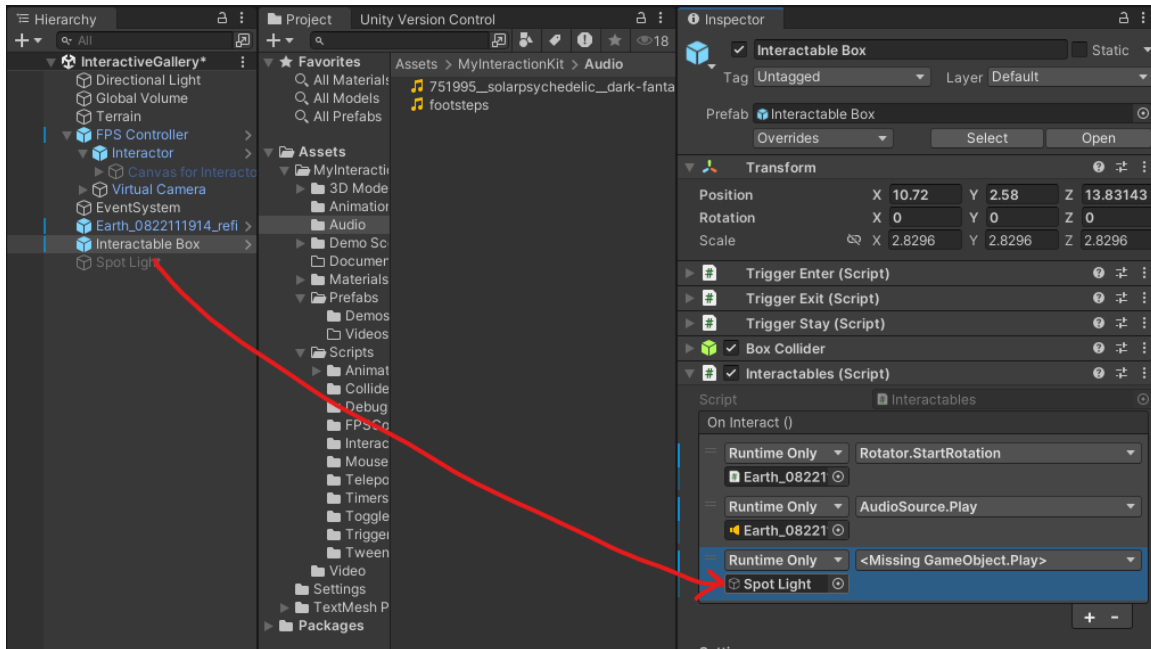 Hierarchy
All
InteractiveGallery*
Directional Light
Global Volume
Terrain
FPS Controller
Interactor
Canvas for Interacto
Virtual Camera
EventSystem
Earth_0822111914_refi
Interactable Box
Spot Light
Project Unity Version Control
18
Favorites
All Materials
All Models
All Prefabs
Assets
MyInteractio
3D Mode
Animation
Audio
Demo Sc
Documen
Materials
Prefabs
Demos
Videos
Scripts
Animat
Collide
Debug
FPSCo
Interac
Mouse
Telepo
Timers
Toggle
Trigger
Tween
Video
Settings
TextMesh P
Packages
Assets > MyInteractionKit > Audio
751995__solarpsychedelic__dark-fanta
footsteps
Inspector
Interactable Box Static
Tag Untagged Layer Default
Prefab Interactable Box
Overrides Select Open
Transform
Position X 10.72 Y 2.58 Z 13.83143
Rotation X 0 Y 0 Z 0
Scale X 2.8296 Y 2.8296 Z 2.8296
Trigger Enter (Script)
Trigger Exit (Script)
Trigger Stay (Script)
Box Collider
Interactables (Script)
Script Interactables
On Interact ()
Runtime Only Rotator.StartRotation
Earth_08221
Runtime Only AudioSource.Play
Earth_08221
Runtime Only <Missing GameObject.Play>
Spot Light
+ -